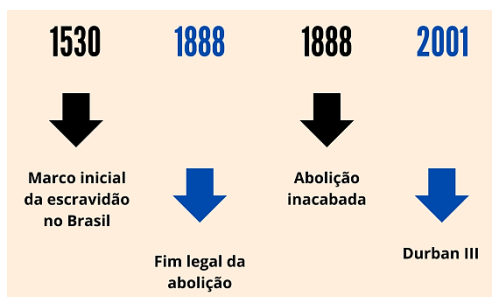 1530
1888
1888
2001
Marco inicial
da escravidão
no Brasil
Fim legal da
abolição
Abolição
inacabada
Durban III